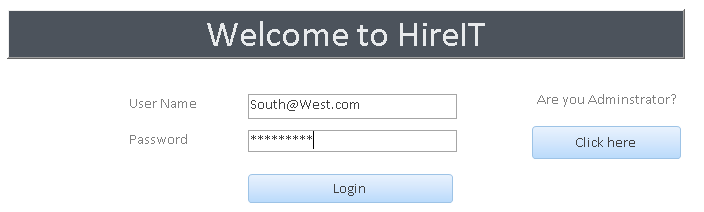 Welcome to HireIT
User Name South@West.com
Are you Adminstrator?
Password *********
Click here
Login